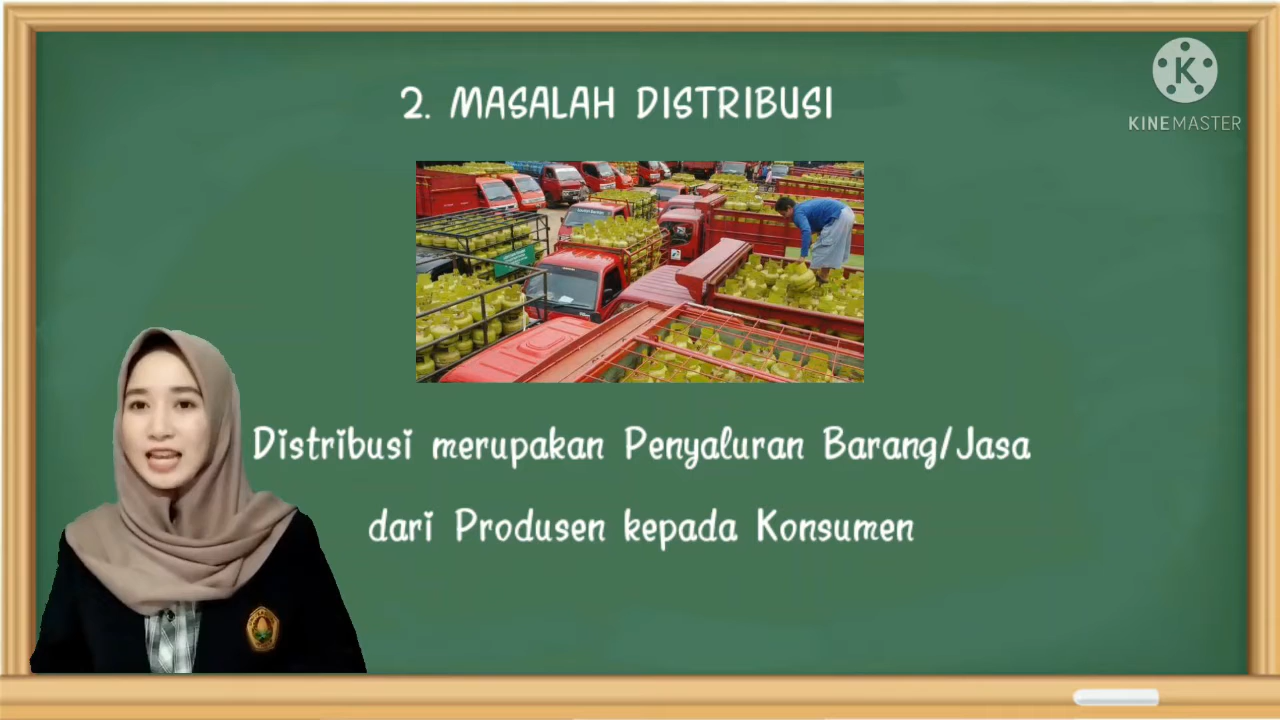 2. MASALAH DISTRIBUSI
K
KINEMASTER
Distribusi merupakan Penyaluran Barang/Jasa
dari Produsen kepada Konsumen